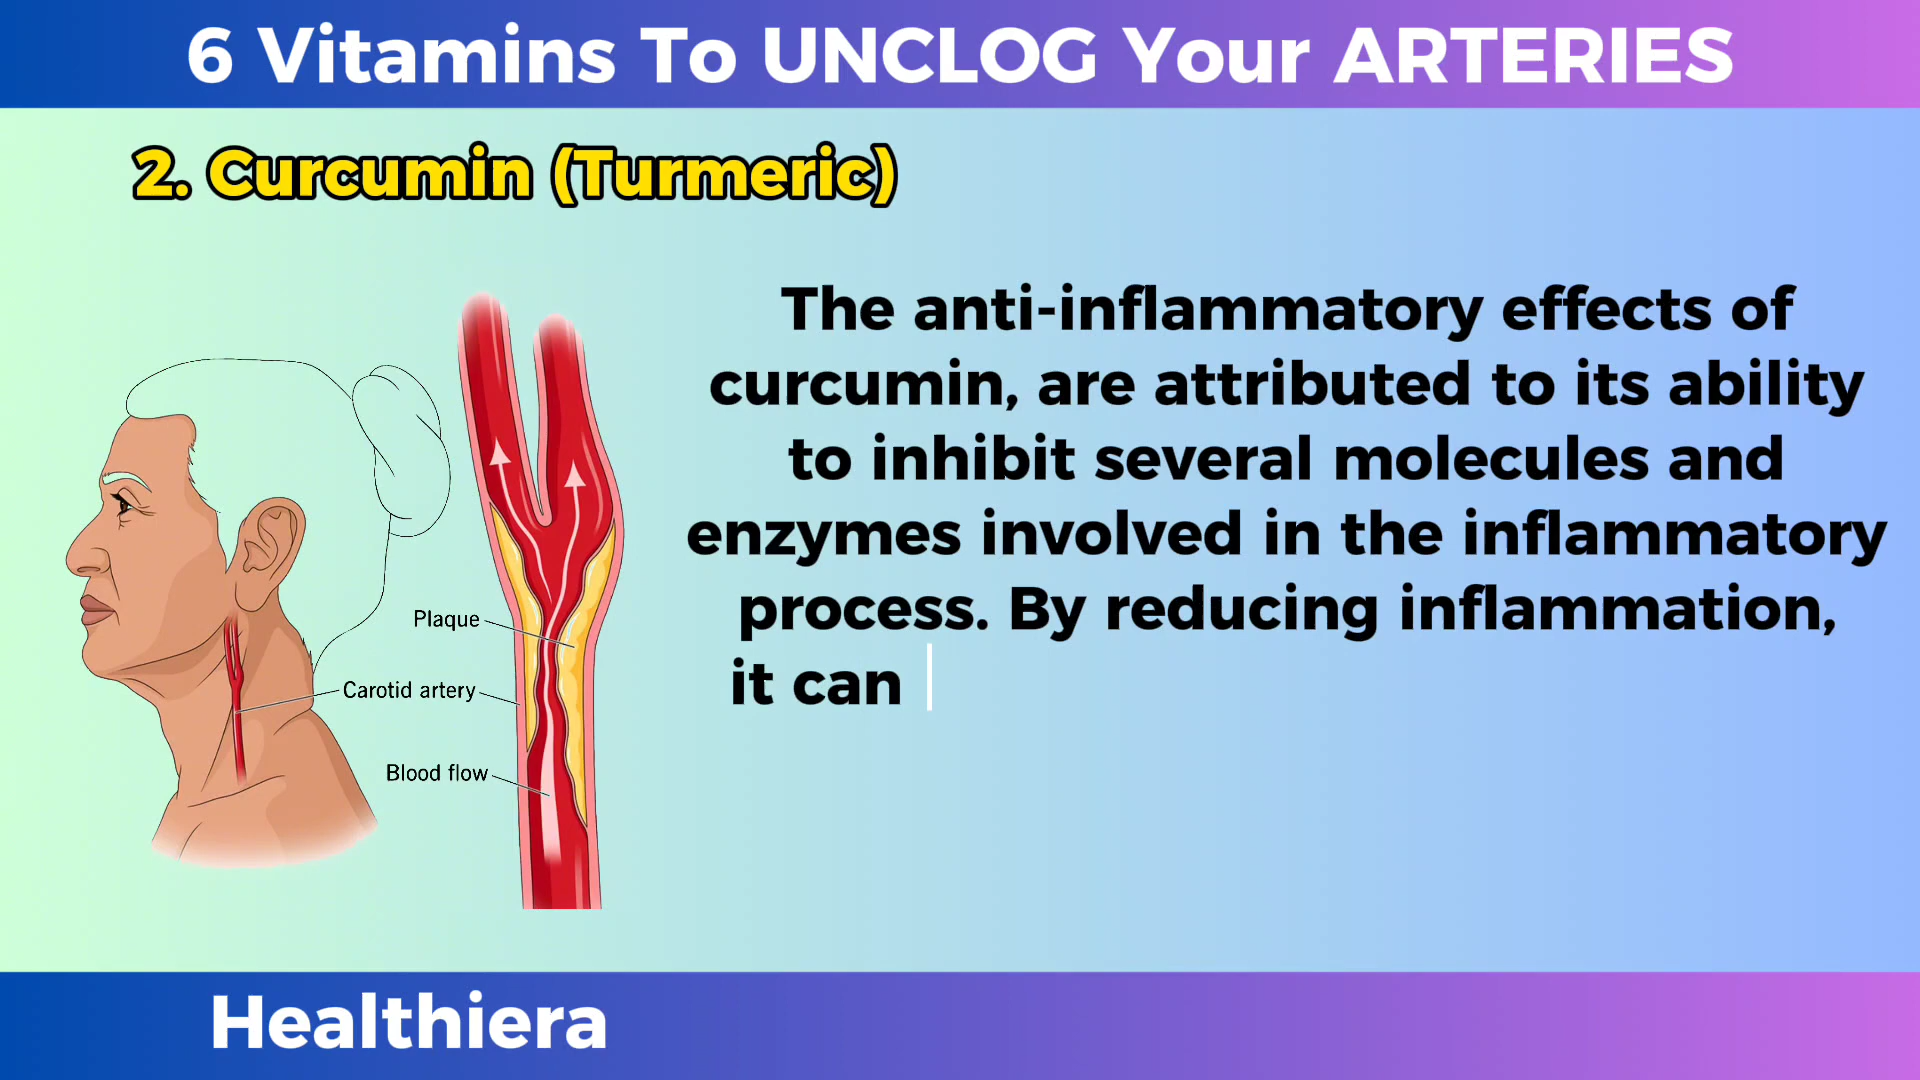 6 Vitamins To UNCLOG Your ARTERIES
2. Curcumin (Turmeric)
The anti-inflammatory effects of
curcumin, are attributed to its ability
to inhibit several molecules and
enzymes involved in the inflammatory
process. By reducing inflammation,
it can
Plaque
Carotid artery
Blood flow
Healthiera